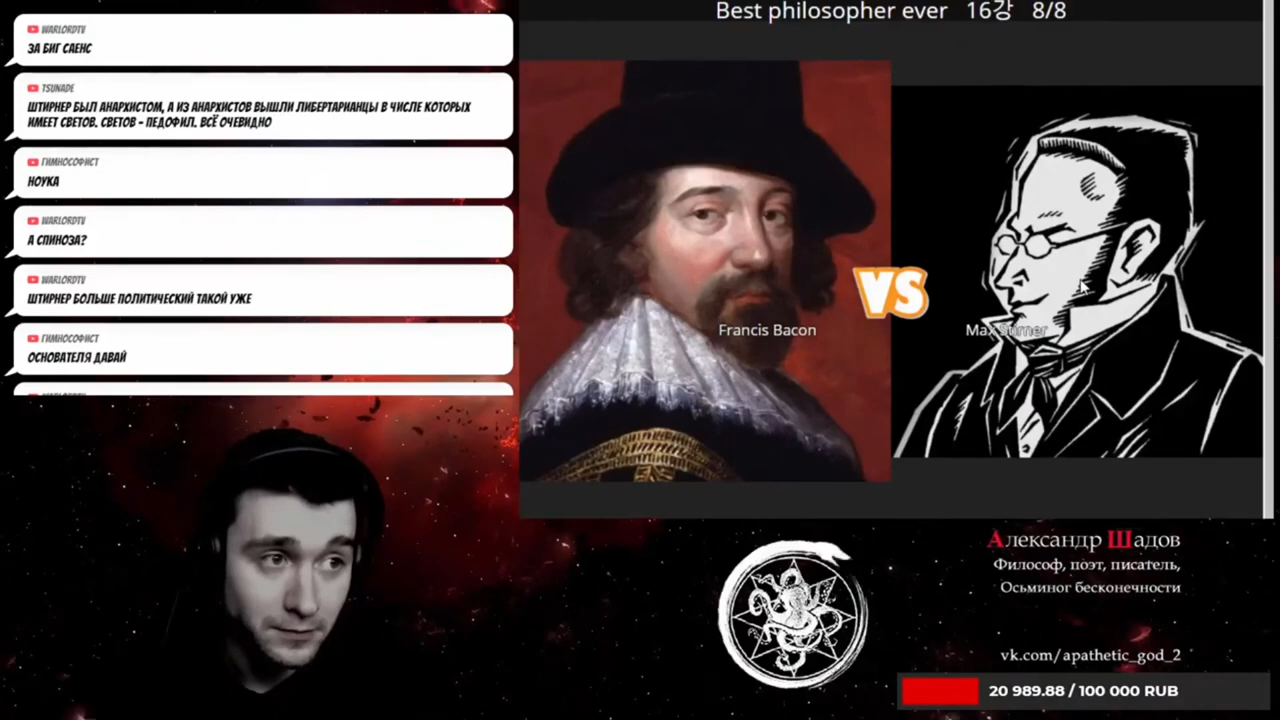 WARLORDTV
ЗА БИГ САЕНС
TSUNADE
ШТИРНЕР БЫЛ АНАРХИСТОМ, А ИЗ АНАРХИСТОВ ВЫШЛИ ЛИБЕРТАРИАНЦЫ В ЧИСЛЕ КОТОРЫХ
ИМЕЕТ СВЕТОВ. СВЕТОВ - ПЕДОФИЛ. ВСЁ ОЧЕВИДНО
ГИМНОСОФИСТ
НОУКА
WARLORDTV
А СПИНОЗА?
WARLORDTV
ШТИРНЕР БОЛЬШЕ ПОЛИТИЧЕСКИЙ ТАКОЙ УЖЕ
ГИМНОСОФИСТ
ОСНОВАТЕЛЯ ДАВАЙ
Best philosopher ever 16강 8/8
VS
Francis Bacon
Max Stirner
Александр Шадов
Философ, поэт, писатель,
Осьминог бесконечности
vk.com/apathetic_god_2
20 989.88 / 100 000 RUB